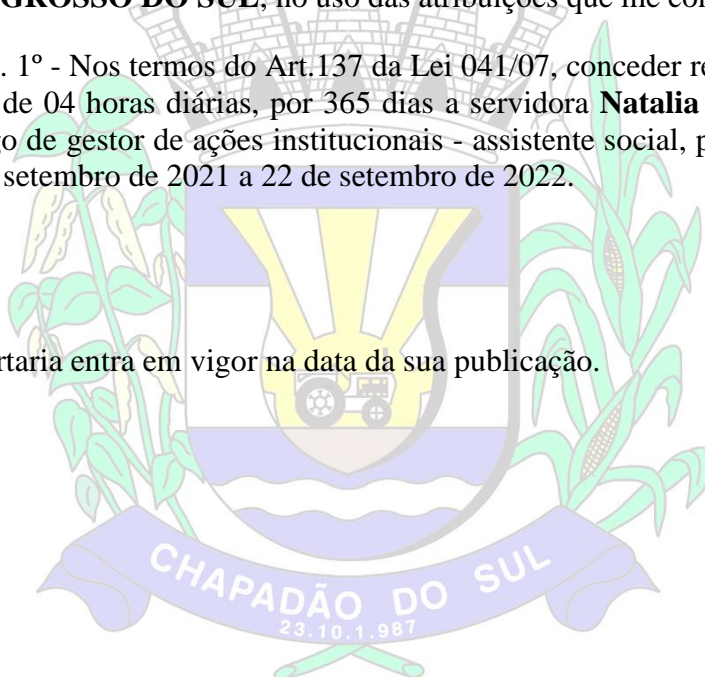 GROSSO DO SUL, no uso das atribuições que lhe con
. 1º - Nos termos do Art.137 da Lei 041/07, conceder re
de 04 horas diárias, por 365 dias a servidora Natalia
go de gestor de ações institucionais - assistente social, p
setembro de 2021 a 22 de setembro de 2022.
rtaria entra em vigor na data da sua publicação.
CHAPADÃO DO SUL
23.10.1.987